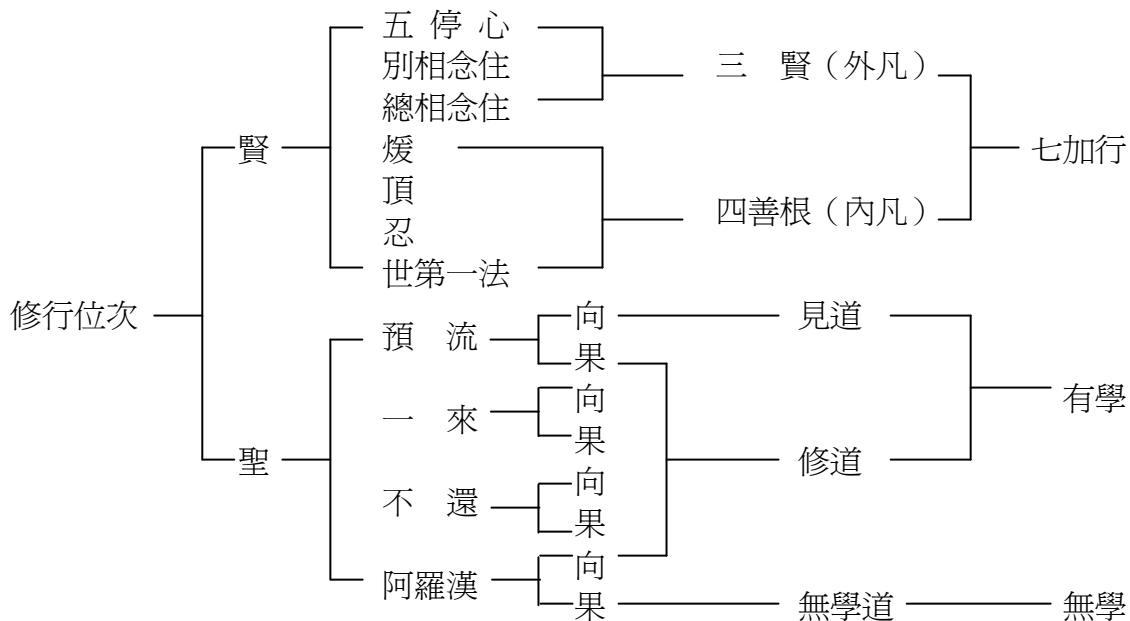 五停心
別相念住
總相念住
三 賢（外凡）
賢
煖
七加行
頂
四善根（內凡）
忍
世第一法
修行位次
預 流
向
見道
果
有學
一 來
向
果
聖
修道
不 還
向
果
阿羅漢
向
果
無學道
無學